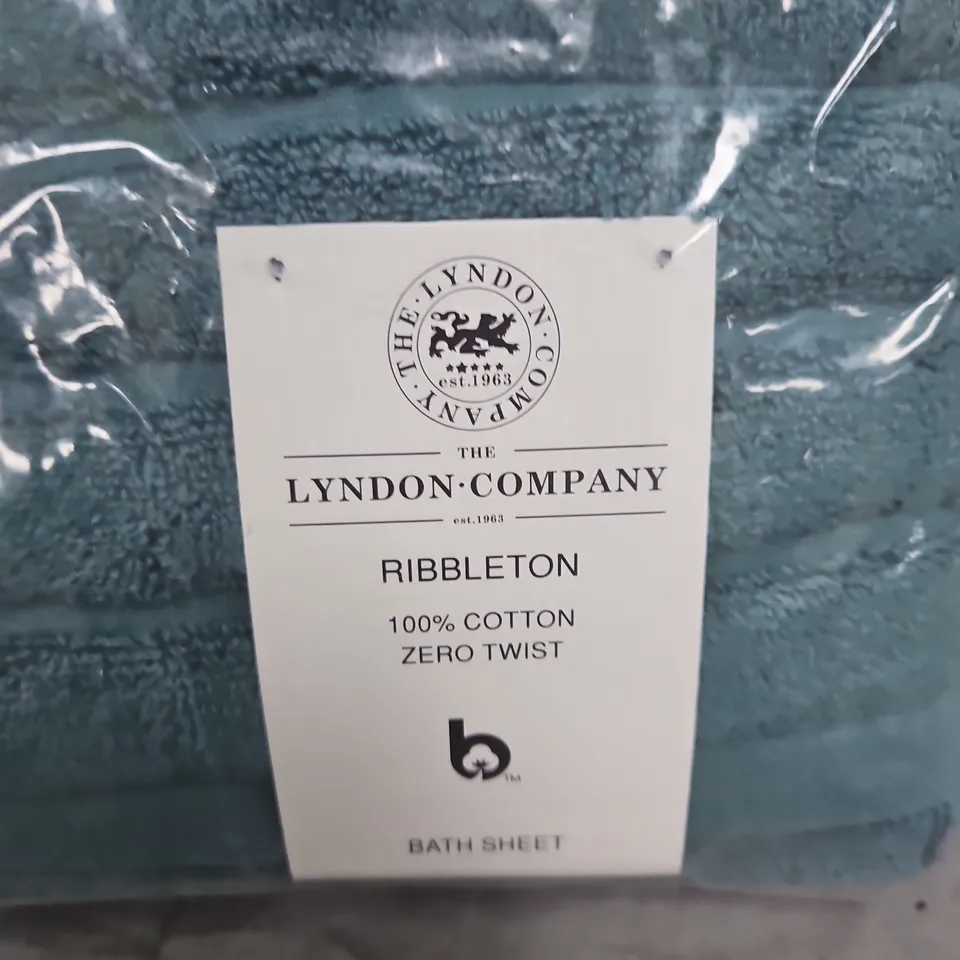 THE · LYNDON · COMPANY ·
est.1963
THE
LYNDON·COMPANY
est.1963
RIBBLETON
100% COTTON
ZERO TWIST
b
TM
BATH SHEET